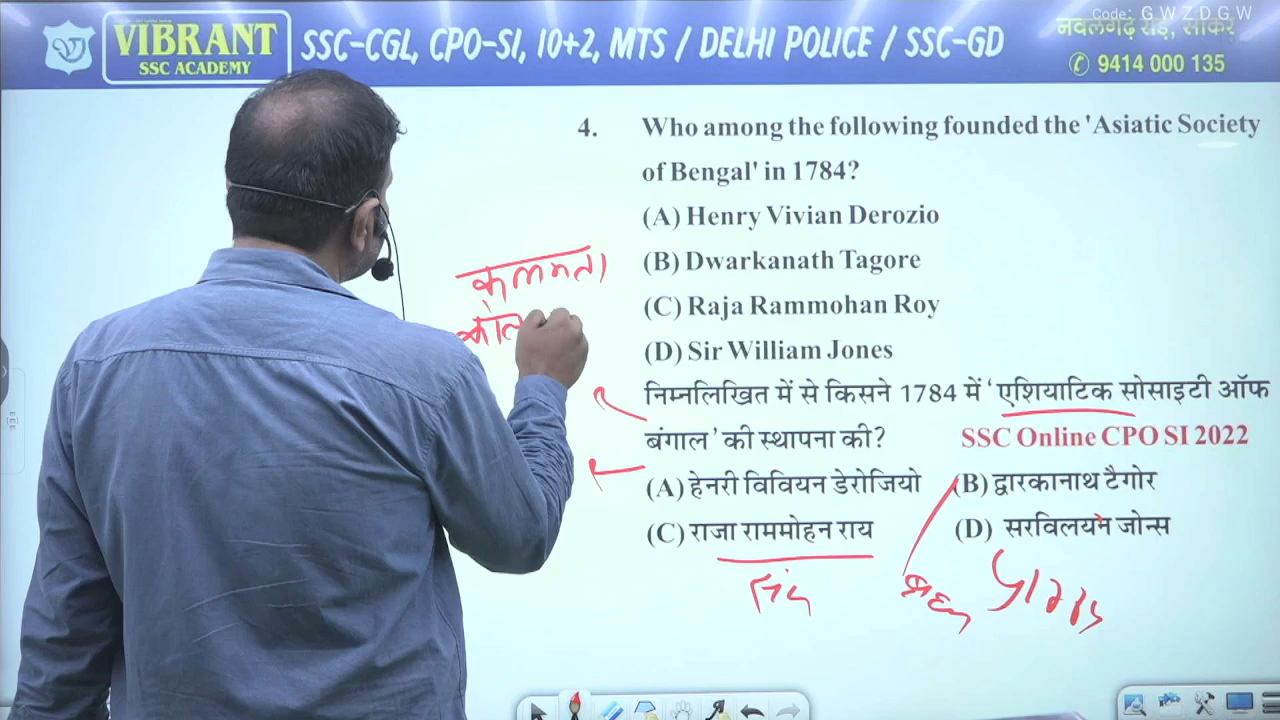 Code: G W Z D G W
VIBRANT
SSC ACADEMY
SSC-CGL, CPO-SI, 10+2, MTS / DELHI POLICE / SSC-GD
नवलगढ़ रोड़, सीकर
9414 000 135
4. Who among the following founded the 'Asiatic Society
of Bengal' in 1784?
(A) Henry Vivian Derozio
(B) Dwarkanath Tagore
(C) Raja Rammohan Roy
(D) Sir William Jones
निम्नलिखित में से किसने 1784 में ' एशियाटिक सोसाइटी ऑफ
बंगाल ' की स्थापना की?
SSC Online CPO SI 2022
(A) हेनरी विवियन डेरोजियो
(B) द्वारकानाथ टैगोर
(C) राजा राममोहन राय
(D) सरविलयम जोन्स